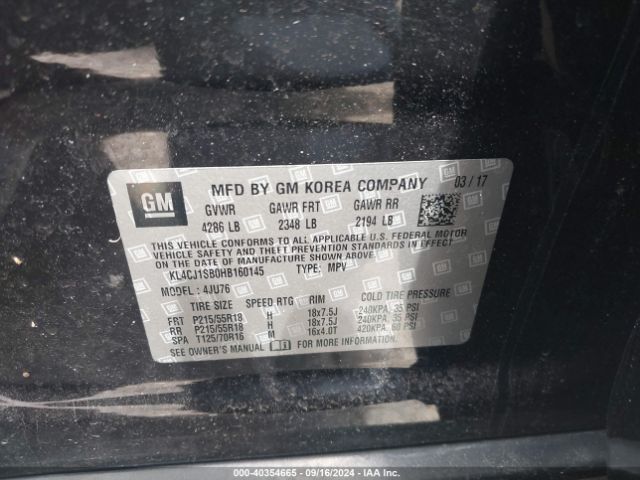 GM
MFD BY GM KOREA COMPANY 03/17
GVWR GAWR FRT GAWR RR
4286 LB 2348 LB 2194 LB
THIS VEHICLE CONFORMS TO ALL APPLICABLE U.S. FEDERAL MOTOR
VEHICLE SAFETY AND THEFT PREVENTION STANDARDS IN
EFFECT ON THE DATE OF MANUFACTURE SHOWN ABOVE.
KL4CJ1SB0HB160145 TYPE: MPV
MODEL: 4JU76
TIRE SIZE SPEED RTG RIM COLD TIRE PRESSURE
FRT P215/55R18 H 18x7.5J 240KPA, 35 PSI
RR P215/55R18 H 18x7.5J 240KPA, 35 PSI
SPA T125/70R16 M 16x4.0T 420KPA, 60 PSI
SEE OWNER'S MANUAL FOR MORE INFORMATION.
000-40354665 - 09/16/2024 - IAA Inc.